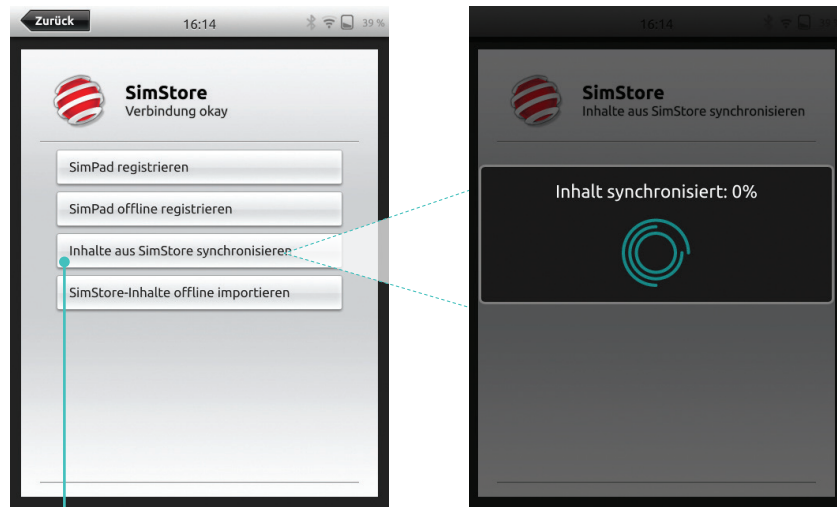 Zurück
16:14
39 %
SimStore
Verbindung okay
SimPad registrieren
SimPad offline registrieren
Inhalte aus SimStore synchronisieren
SimStore-Inhalte offline importieren
16:14
SimStore
Inhalte aus SimStore synchronisieren
Inhalt synchronisiert: 0%